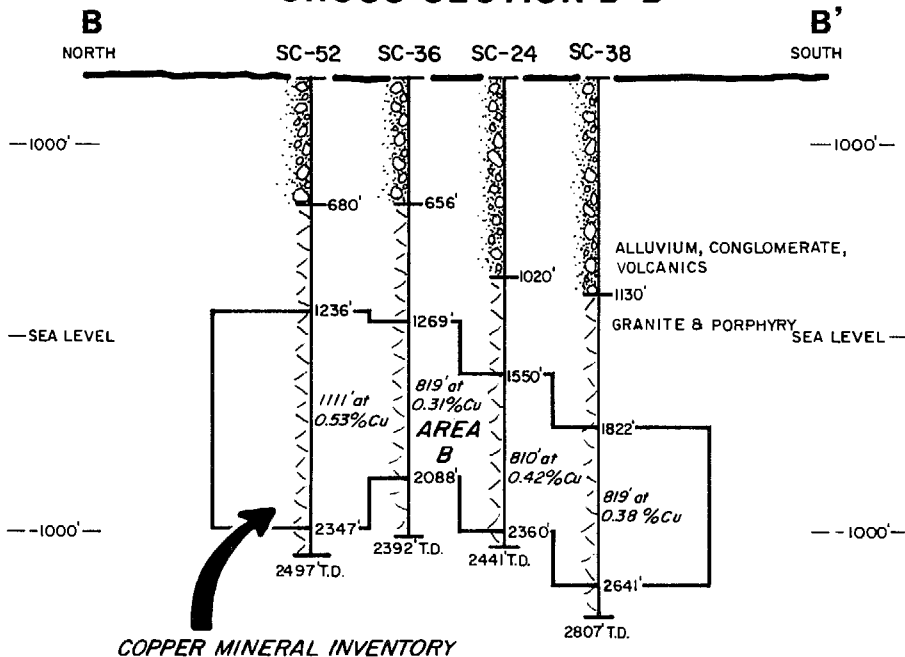 B B'
NORTH SC-52 SC-36 SC-24 SC-38 SOUTH
1000' 1000'
680' 656'
ALLUVIUM, CONGLOMERATE,
VOLCANICS
1020'
1130'
1236' 1269' GRANITE & PORPHYRY
SEA LEVEL SEA LEVEL
1550'
1111' at
0.53% Cu
819' at
0.31% Cu
AREA
B
1822'
810' at
0.42% Cu
2088'
819' at
0.38 % Cu
-1000' 2347' 2360' -1000'
2392' T.D.
2441' T.D.
2497' T.D.
2641'
2807' T.D.
COPPER MINERAL INVENTORY